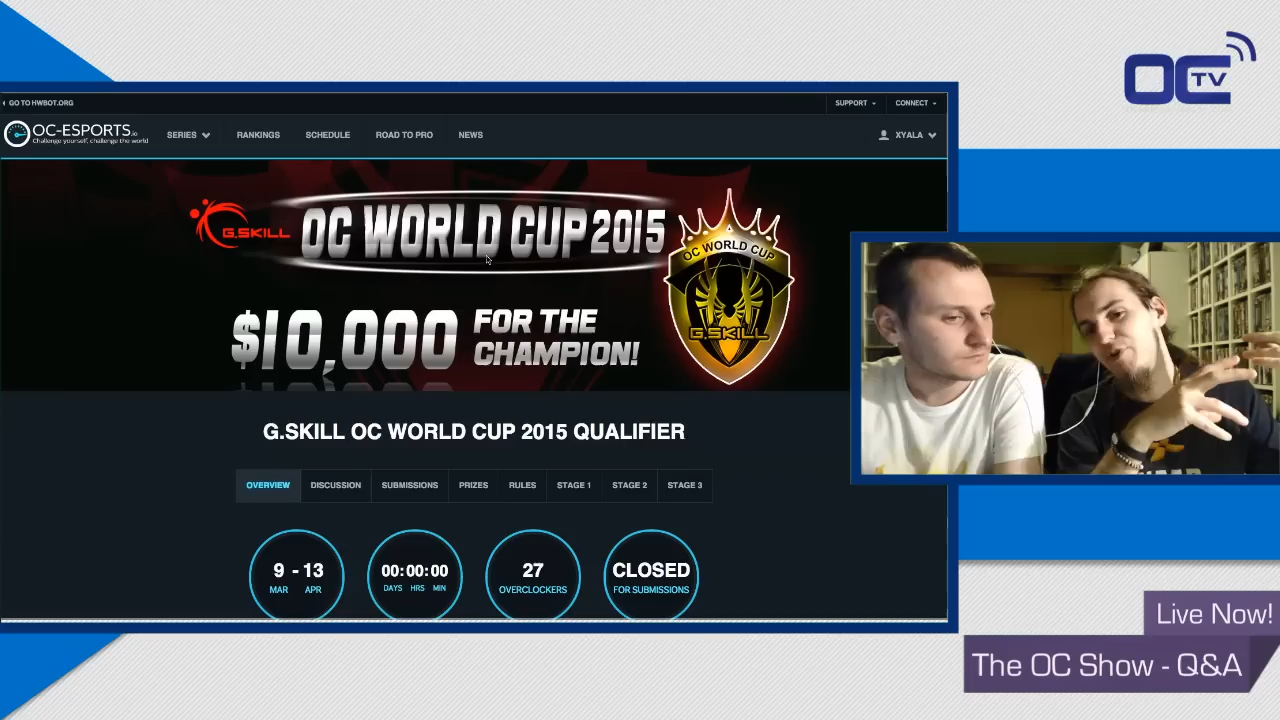 OC
TV
GO TO HWBOT.ORG
SUPPORT
CONNECT
OC-ESPORTS.io
Challenge yourself, challenge the world
SERIES
RANKINGS
SCHEDULE
ROAD TO PRO
NEWS
XYALA
G.SKILL
OC WORLD CUP 2015
OC WORLD CUP
G.SKILL
$10,000
FOR THE
CHAMPION!
G.SKILL OC WORLD CUP 2015 QUALIFIER
OVERVIEW
DISCUSSION
SUBMISSIONS
PRIZES
RULES
STAGE 1
STAGE 2
STAGE 3
9 - 13
MAR APR
00:00:00
DAYS HRS MIN
27
OVERCLOCKERS
CLOSED
FOR SUBMISSIONS
Live Now!
The OC Show - Q&A